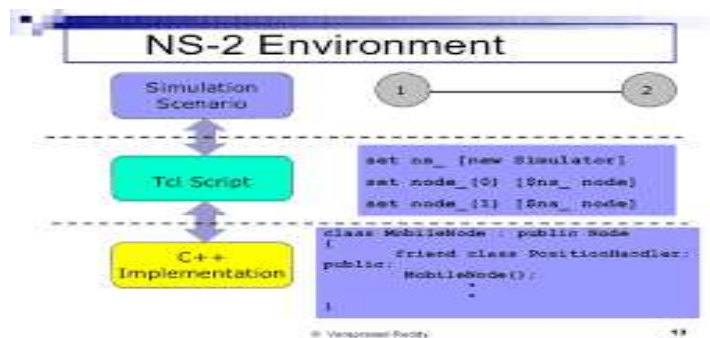 NS-2 Environment
Simulation
Scenario
1
2
Tcl Script
set ns_ [new Simulator]
set node_(0) [$ns_ node]
set node_(1) [$ns_ node]
C++
Implementation
class MobileNode : public Node
{
friend class PositionHandler;
public:
MobileNode();
}
13